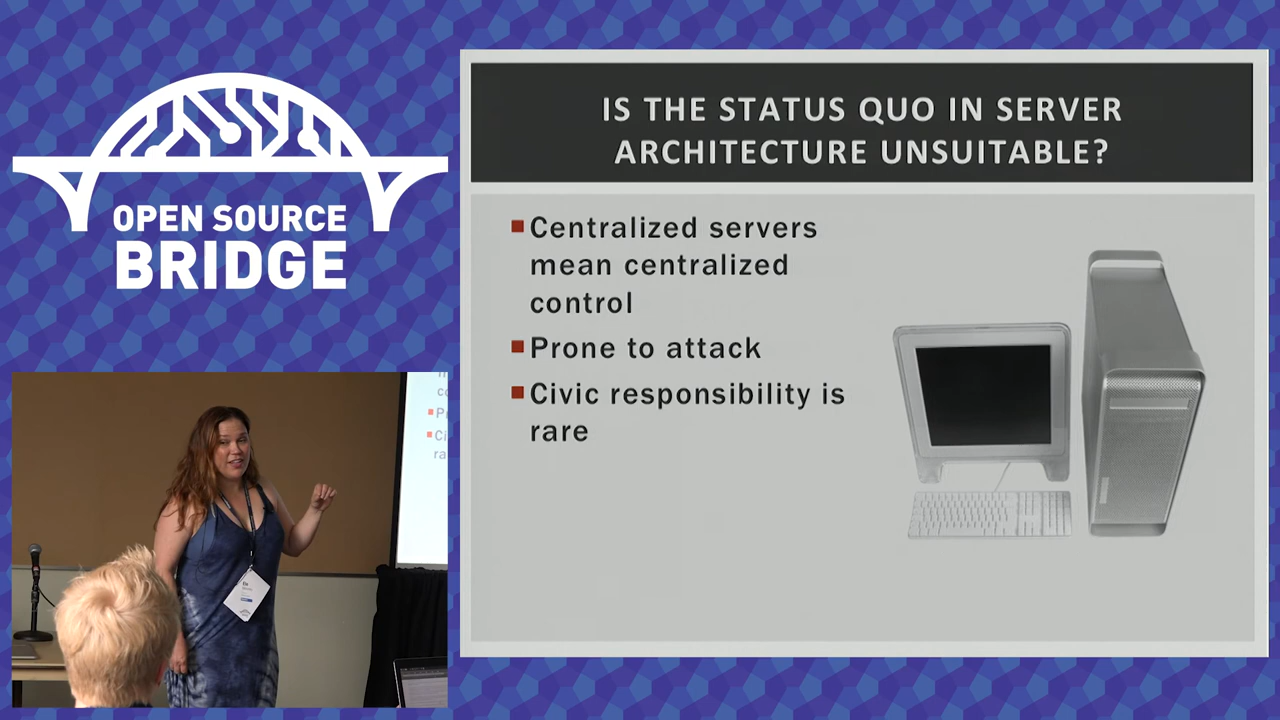 OPEN SOURCE
BRIDGE
IS THE STATUS QUO IN SERVER
ARCHITECTURE UNSUITABLE?
Centralized servers
mean centralized
control
Prone to attack
Civic responsibility is
rare